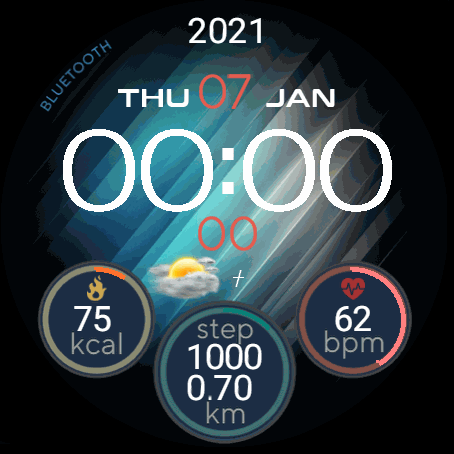 2021
BLUETOOTH
THU 07 JAN
00:00
00
75
kcal
step
1000
0.70
km
62
bpm